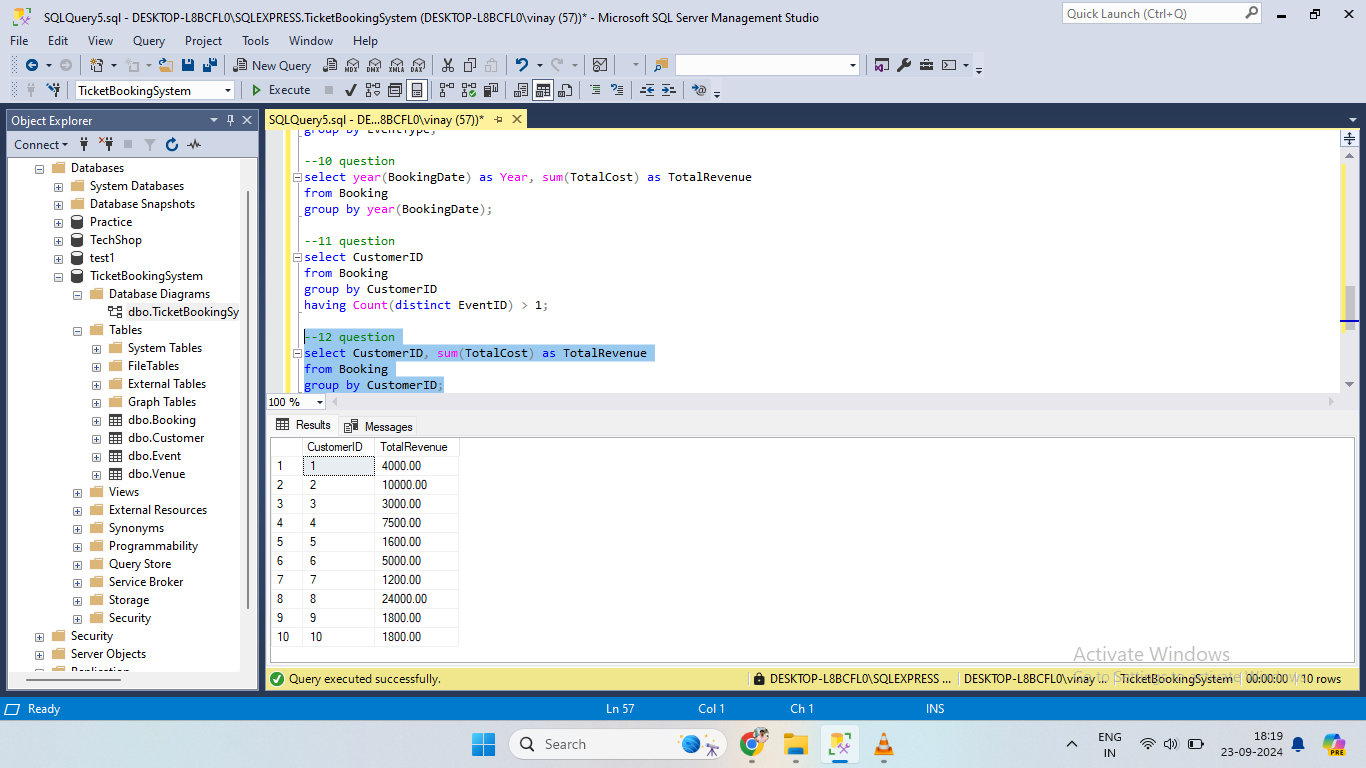 SQLQuery5.sql - DESKTOP-L8BCFL0\SQLEXPRESS.TicketBookingSystem (DESKTOP-L8BCFL0\vinay (57))* - Microsoft SQL Server Management Studio
Quick Launch (Ctrl+Q)
File Edit View Query Project Tools Window Help
New Query
MDX DMX XMLA DAX
TicketBookingSystem
Execute
Object Explorer
Connect
Databases
System Databases
Database Snapshots
Practice
TechShop
test1
TicketBookingSystem
Database Diagrams
dbo.TicketBookingSy
Tables
System Tables
FileTables
External Tables
Graph Tables
dbo.Booking
dbo.Customer
dbo.Event
dbo.Venue
Views
External Resources
Synonyms
Programmability
Query Store
Service Broker
Storage
Security
Security
Server Objects
Replication
SQLQuery5.sql - DE...8BCFL0\vinay (57))*
group by EventType;
--10 question
select year(BookingDate) as Year, sum(TotalCost) as TotalRevenue
from Booking
group by year(BookingDate);
--11 question
select CustomerID
from Booking
group by CustomerID
having Count(distinct EventID) > 1;
--12 question
select CustomerID, sum(TotalCost) as TotalRevenue
from Booking
group by CustomerID;
100 %
Results Messages
CustomerID TotalRevenue
1 1 4000.00
2 2 10000.00
3 3 3000.00
4 4 7500.00
5 5 1600.00
6 6 5000.00
7 7 1200.00
8 8 24000.00
9 9 1800.00
10 10 1800.00
Activate Windows
Go to Settings to activate Windows.
Query executed successfully.
DESKTOP-L8BCFL0\SQLEXPRESS ... DESKTOP-L8BCFL0\vinay ... TicketBookingSystem 00:00:00 10 rows
Ready Ln 57 Col 1 Ch 1 INS
Search
ENG
IN
18:19
23-09-2024
PRE